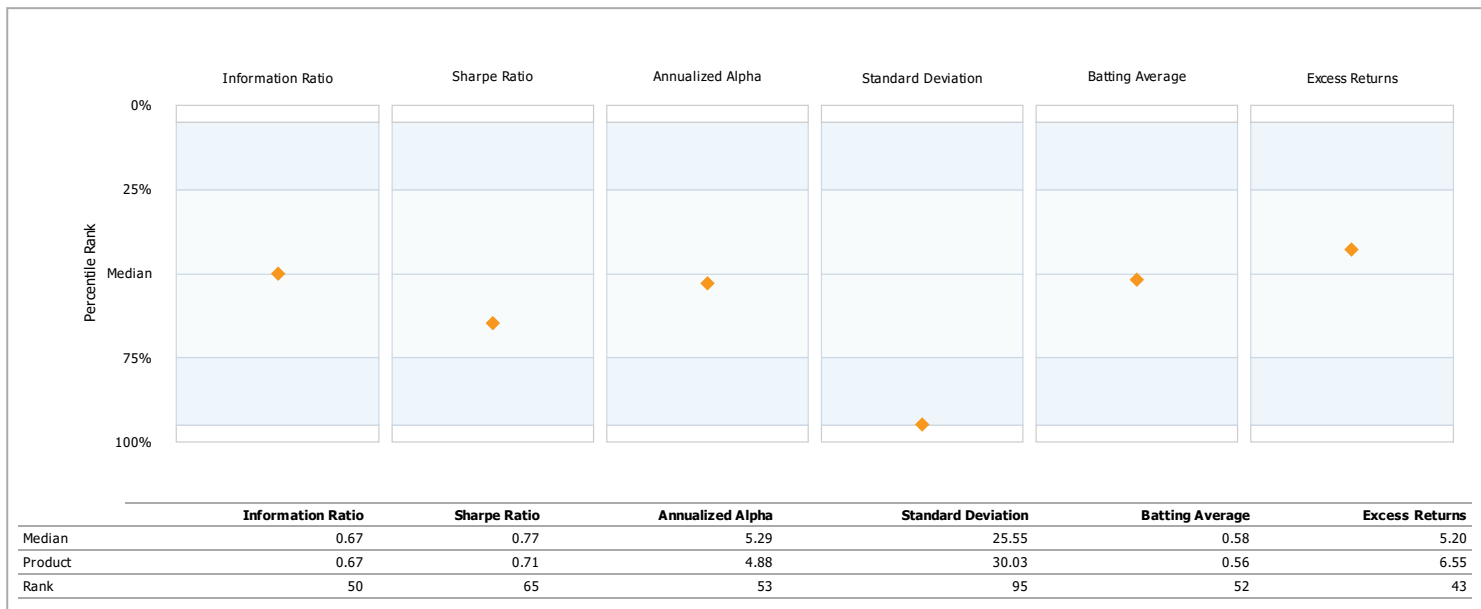 Information Ratio Sharpe Ratio Annualized Alpha Standard Deviation Batting Average Excess Returns
0%
25%
Median
75%
100%
Percentile Rank
Information Ratio Sharpe Ratio Annualized Alpha Standard Deviation Batting Average Excess Returns
Median 0.67 0.77 5.29 25.55 0.58 5.20
Product 0.67 0.71 4.88 30.03 0.56 6.55
Rank 50 65 53 95 52 43